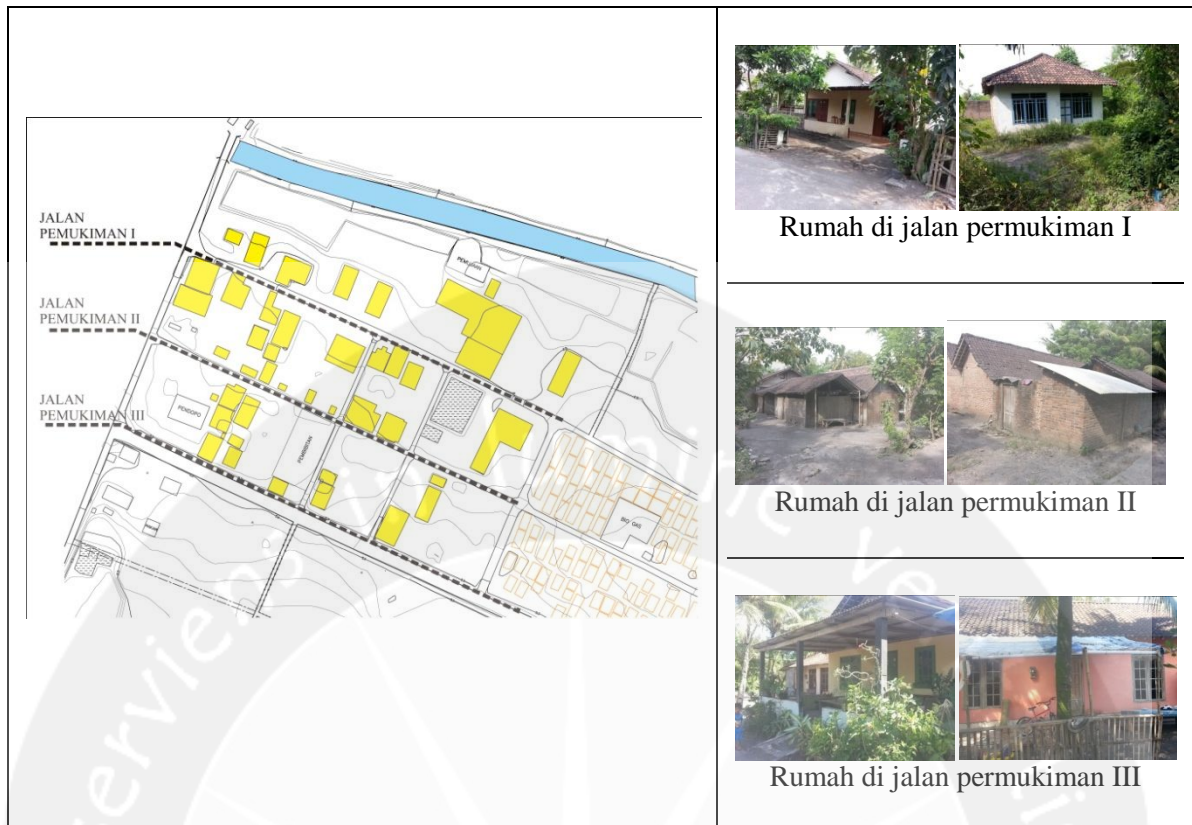 JALAN
PEMUKIMAN I
JALAN
PEMUKIMAN II
JALAN
PEMUKIMAN III
PENDOPO
BIO GAS
Rumah di jalan permukiman I
Rumah di jalan permukiman II
Rumah di jalan permukiman III